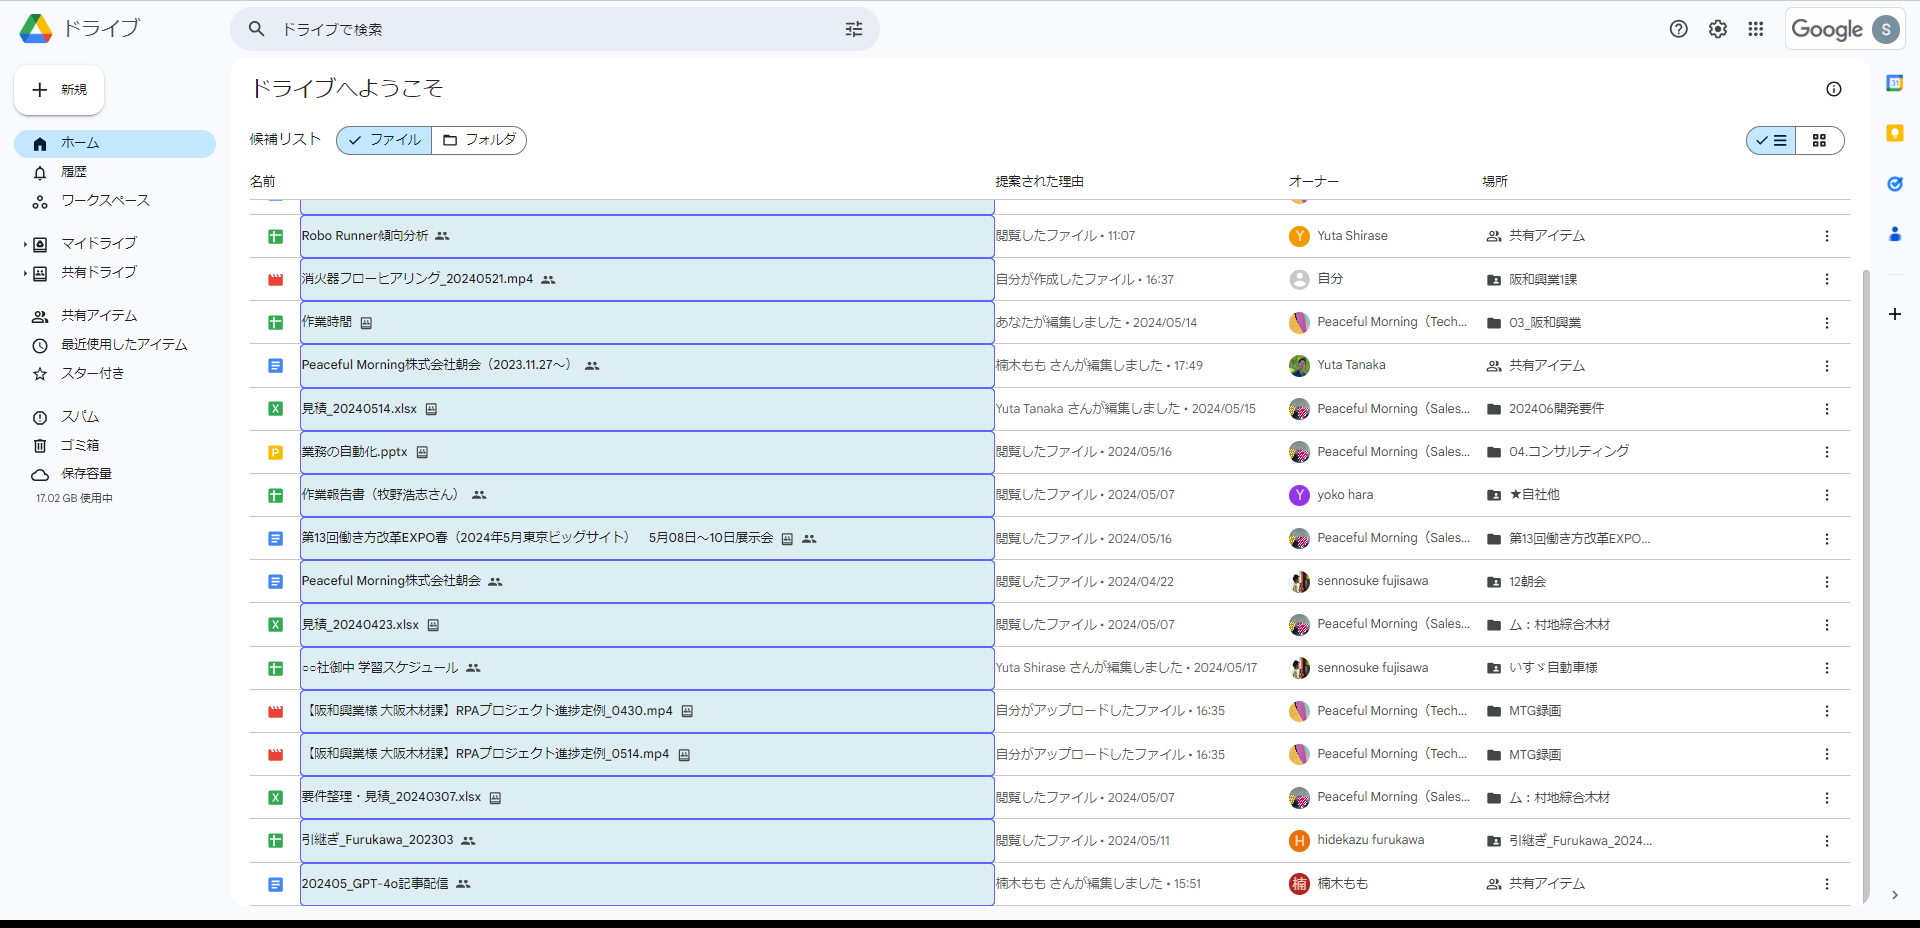 ドライブ
ドライブで検索
Google S
新規
ホーム
履歴
ワークスペース
マイドライブ
共有ドライブ
共有アイテム
最近使用したアイテム
スター付き
スパム
ゴミ箱
保存容量
17.02 GB 使用中
ドライブへようこそ
候補リスト ファイル フォルダ
名前 提案された理由 オーナー 場所
Robo Runner傾向分析 閲覧したファイル • 11:07 Y Yuta Shirase 共有アイテム
消火器フローヒアリング_20240521.mp4 自分が作成したファイル • 16:37 自分 阪和興業1課
作業時間 あなたが編集しました • 2024/05/14 Peaceful Morning（Tech... 03_阪和興業
Peaceful Morning株式会社朝会（2023.11.27～） 楠木もも さんが編集しました • 17:49 Yuta Tanaka 共有アイテム
X 見積_20240514.xlsx Yuta Tanaka さんが編集しました • 2024/05/15 Peaceful Morning（Sales... 202406開発要件
P 業務の自動化.pptx 閲覧したファイル • 2024/05/16 Peaceful Morning（Sales... 04.コンサルティング
作業報告書（牧野浩志さん） 閲覧したファイル • 2024/05/07 Y yoko hara ★自社他
第13回働き方改革EXPO春（2024年5月東京ビッグサイト）　5月08日～10日展示会 閲覧したファイル • 2024/05/16 Peaceful Morning（Sales... 第13回働き方改革EXPO...
Peaceful Morning株式会社朝会 閲覧したファイル • 2024/04/22 sennosuke fujisawa 12朝会
X 見積_20240423.xlsx 閲覧したファイル • 2024/05/07 Peaceful Morning（Sales... ム：村地綜合木材
○○社御中 学習スケジュール Yuta Shirase さんが編集しました • 2024/05/17 sennosuke fujisawa いすゞ自動車様
【阪和興業様 大阪木材課】RPAプロジェクト進捗定例_0430.mp4 自分がアップロードしたファイル • 16:35 Peaceful Morning（Tech... MTG録画
【阪和興業様 大阪木材課】RPAプロジェクト進捗定例_0514.mp4 自分がアップロードしたファイル • 16:35 Peaceful Morning（Tech... MTG録画
X 要件整理・見積_20240307.xlsx 閲覧したファイル • 2024/05/07 Peaceful Morning（Sales... ム：村地綜合木材
引継ぎ_Furukawa_202303 閲覧したファイル • 2024/05/11 H hidekazu furukawa 引継ぎ_Furukawa_2024...
202405_GPT-4o記事配信 楠木もも さんが編集しました • 15:51 楠 楠木もも 共有アイテム
31